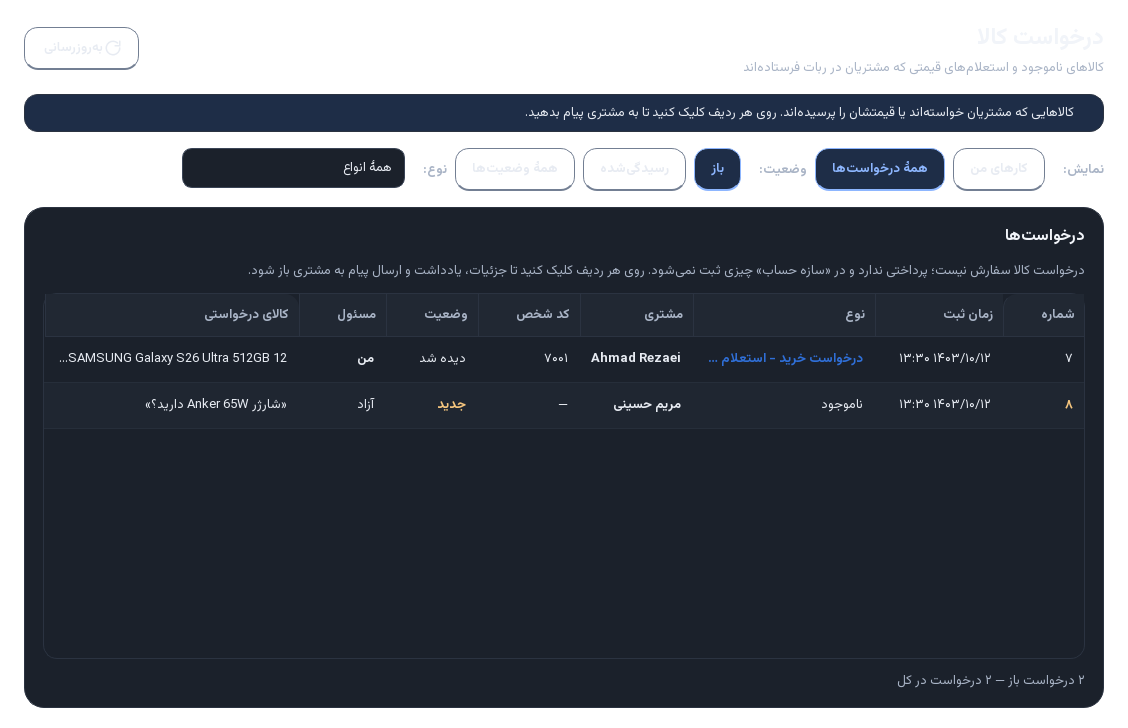 درخواست کالا
به‌روزرسانی
کالاهای ناموجود و استعلام‌های قیمتی که مشتریان در ربات فرستاده‌اند
کالاهایی که مشتریان خواسته‌اند یا قیمتشان را پرسیده‌اند. روی هر ردیف کلیک کنید تا به مشتری پیام بدهید.
نمایش: کارهای من همهٔ درخواست‌ها وضعیت: باز رسیدگی‌شده همهٔ وضعیت‌ها نوع: همهٔ انواع
درخواست‌ها
درخواست کالا سفارش نیست؛ پرداختی ندارد و در «سازه حساب» چیزی ثبت نمی‌شود. روی هر ردیف کلیک کنید تا جزئیات، یادداشت و ارسال پیام به مشتری باز شود.
شماره زمان ثبت نوع مشتری کد شخص وضعیت مسئول کالای درخواستی
۷ ۱۴۰۳/۱۰/۱۲ ۱۳:۳۰ درخواست خرید - استعلام ... Ahmad Rezaei ۷۰۰۱ دیده شد من SAMSUNG Galaxy S26 Ultra 512GB 12...
۸ ۱۴۰۳/۱۰/۱۲ ۱۳:۳۰ ناموجود مریم حسینی — جدید آزاد «شارژر Anker 65W دارید؟»
۲ درخواست باز — ۲ درخواست در کل